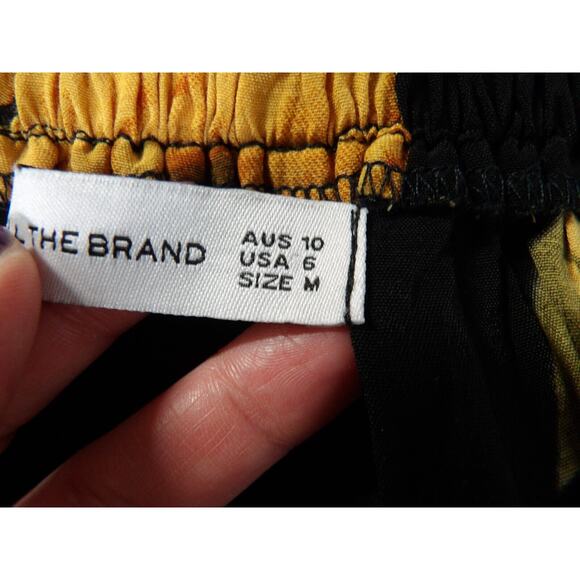 L THE BRAND
AUS 10
USA 6
SIZE M